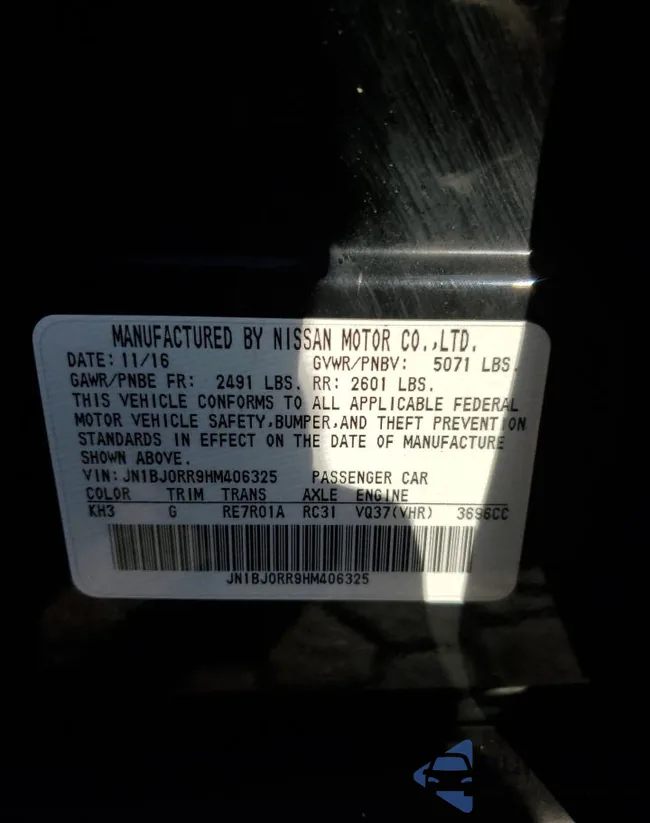 MANUFACTURED BY NISSAN MOTOR CO.,LTD.
DATE: 11/16 GVWR/PNBV: 5071 LBS.
GAWR/PNBE FR: 2491 LBS. RR: 2601 LBS.
THIS VEHICLE CONFORMS TO ALL APPLICABLE FEDERAL
MOTOR VEHICLE SAFETY,BUMPER,AND THEFT PREVENTION
STANDARDS IN EFFECT ON THE DATE OF MANUFACTURE
SHOWN ABOVE.
VIN: JN1BJ0RR9HM406325 PASSENGER CAR
COLOR TRIM TRANS AXLE ENGINE
KH3 G RE7R01A RC31 VQ37(VHR) 3696CC
JN1BJ0RR9HM406325